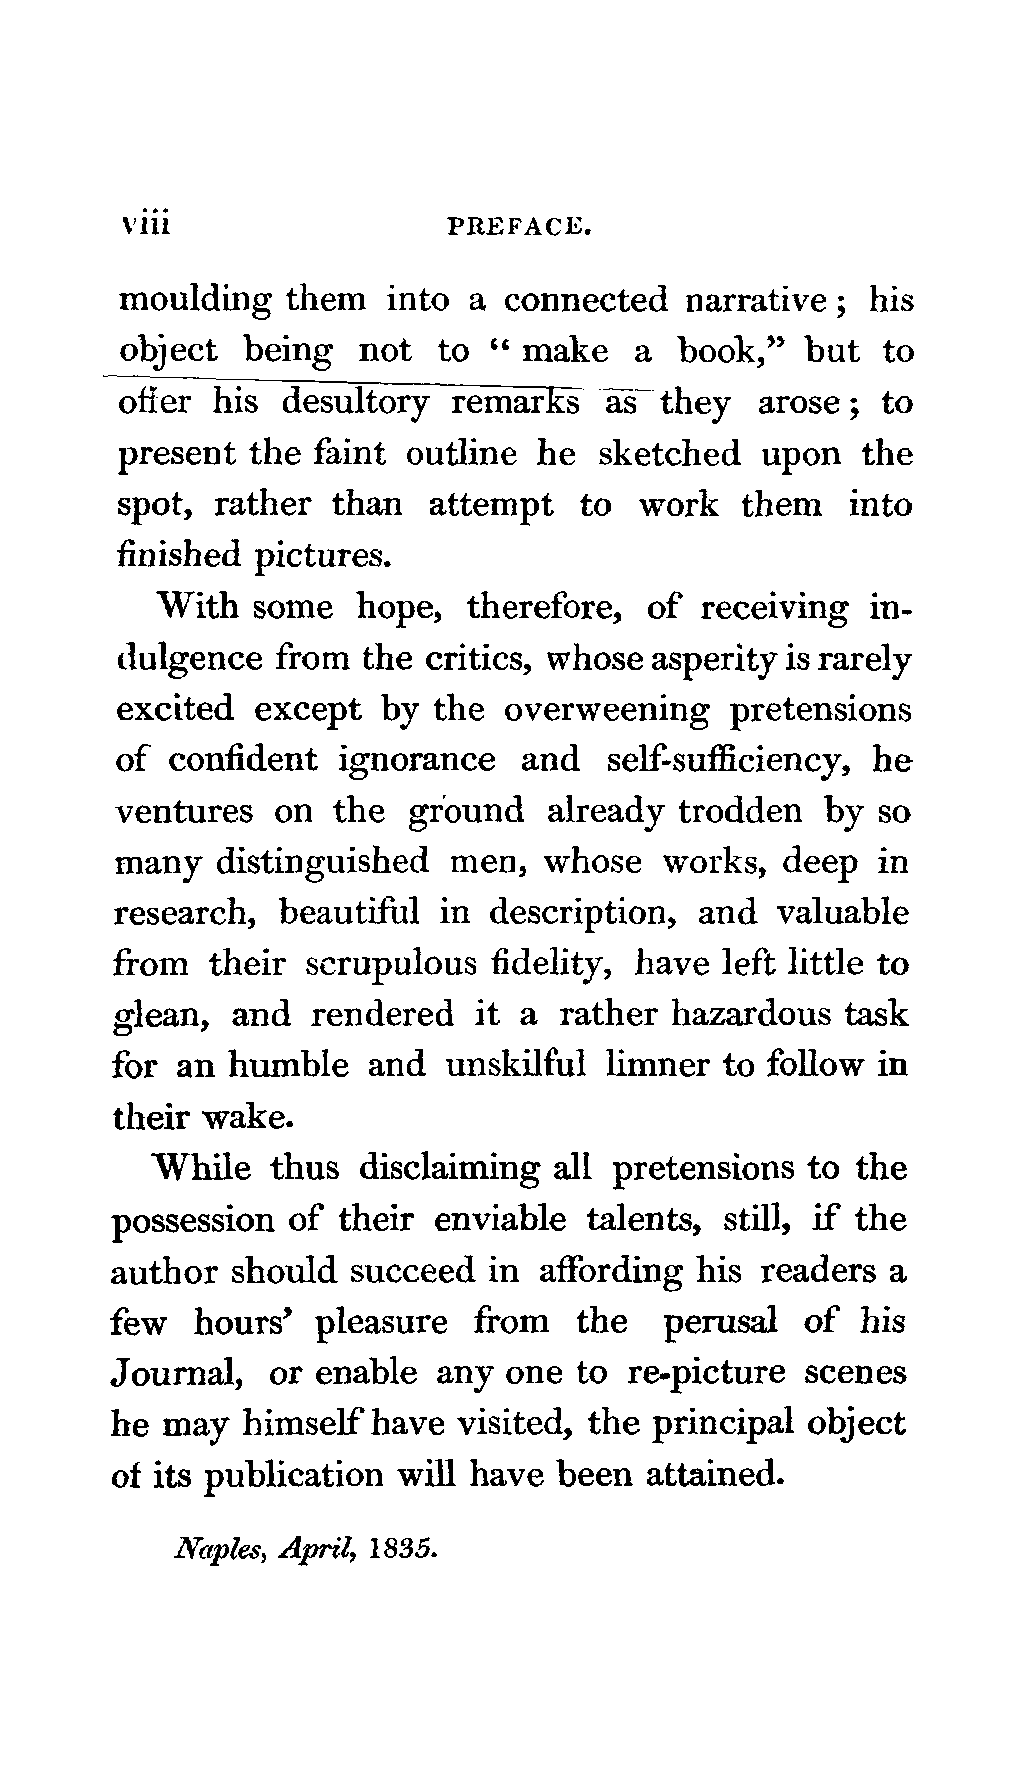 viii PREFACE.
moulding them into a connected narrative; his
object being not to "make a book," but to
offer his desultory remarks as they arose; to
present the faint outline he sketched upon the
spot, rather than attempt to work them into
finished pictures.
With some hope, therefore, of receiving in-
dulgence from the critics, whose asperity is rarely
excited except by the overweening pretensions
of confident ignorance and self-sufficiency, he
ventures on the ground already trodden by so
many distinguished men, whose works, deep in
research, beautiful in description, and valuable
from their scrupulous fidelity, have left little to
glean, and rendered it a rather hazardous task
for an humble and unskilful limner to follow in
their wake.
While thus disclaiming all pretensions to the
possession of their enviable talents, still, if the
author should succeed in affording his readers a
few hours' pleasure from the perusal of his
Journal, or enable any one to re-picture scenes
he may himself have visited, the principal object
of its publication will have been attained.
Naples, April, 1835.